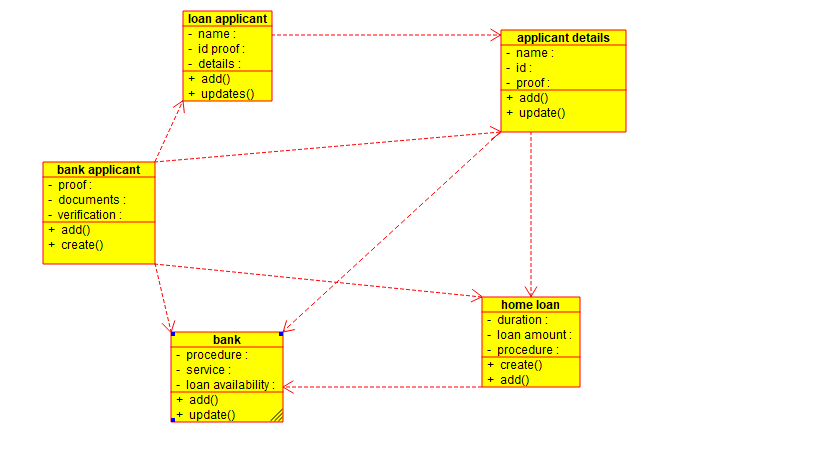 loan applicant
- name :
- id proof :
- details :
+ add()
+ updates()
applicant details
- name :
- id :
- proof :
+ add()
+ update()
bank applicant
- proof :
- documents :
- verification :
+ add()
+ create()
home loan
- duration :
- loan amount :
- procedure :
+ create()
+ add()
bank
- procedure :
- service :
- loan availability :
+ add()
+ update()